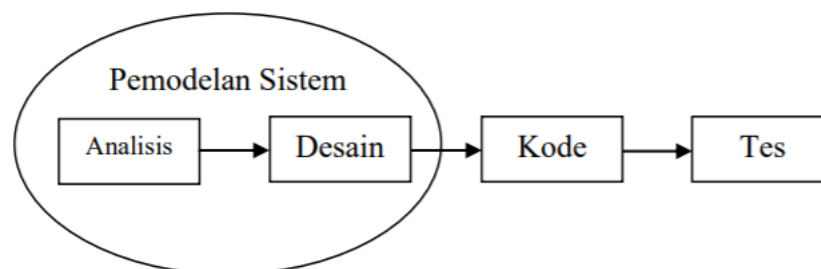 Pemodelan Sistem
Analisis
Desain
Kode
Tes